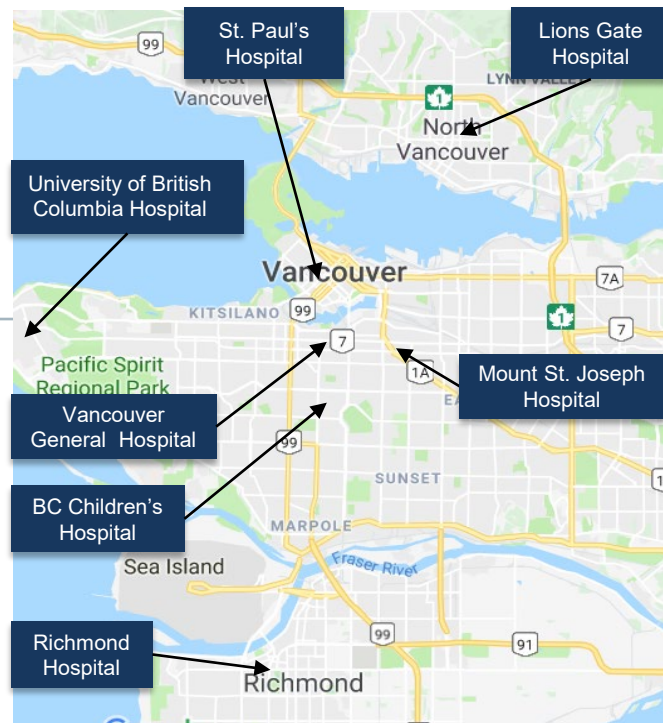 St. Paul's
Hospital
Lions Gate
Hospital
99
West
Vancouver
LYNN VALLEY
1
North
Vancouver
University of British
Columbia Hospital
Vancouver
7A
KITSILANO
99
1
7
7
Pacific Spirit
Regional Park
1A
Mount St. Joseph
Hospital
Vancouver
General Hospital
99
SUNSET
BC Children's
Hospital
MARPOLE
Sea Island
Fraser River
Richmond
Hospital
99
91
Richmond